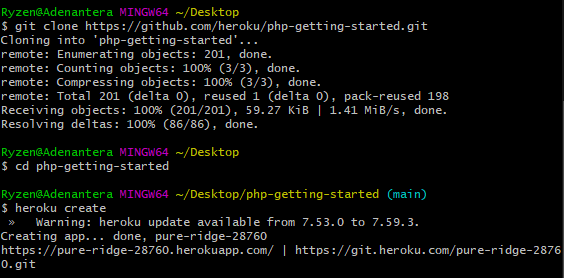 Ryzen@Adenantera MINGW64 ~/Desktop
$ git clone https://github.com/heroku/php-getting-started.git
Cloning into 'php-getting-started'...
remote: Enumerating objects: 201, done.
remote: Counting objects: 100% (3/3), done.
remote: Compressing objects: 100% (3/3), done.
remote: Total 201 (delta 0), reused 1 (delta 0), pack-reused 198
Receiving objects: 100% (201/201), 59.27 KiB | 1.41 MiB/s, done.
Resolving deltas: 100% (86/86), done.
Ryzen@Adenantera MINGW64 ~/Desktop
$ cd php-getting-started
Ryzen@Adenantera MINGW64 ~/Desktop/php-getting-started (main)
$ heroku create
»   Warning: heroku update available from 7.53.0 to 7.59.3.
Creating app... done, pure-ridge-28760
https://pure-ridge-28760.herokuapp.com/ | https://git.heroku.com/pure-ridge-2876
0.git